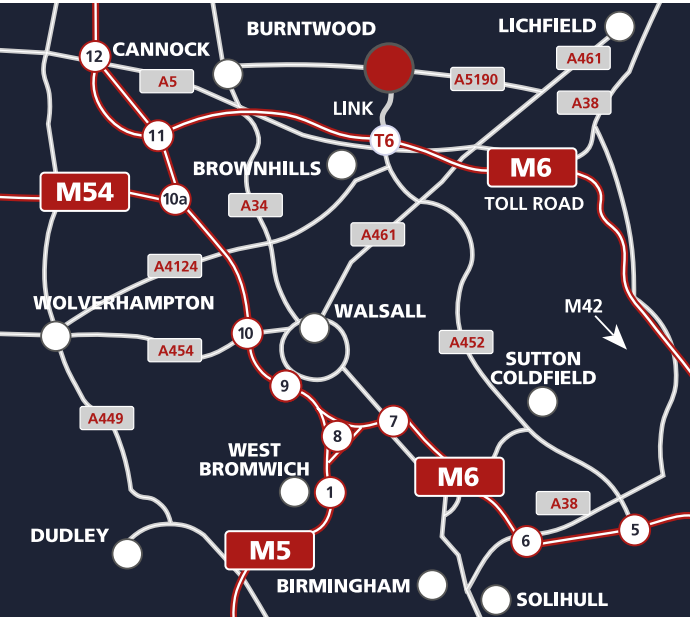 BURNTWOOD
LICHFIELD
12
CANNOCK
A461
A5
A5190
A38
LINK
11
T6
BROWNHILLS
M6
M54
10a
TOLL ROAD
A34
A461
A4124
WOLVERHAMPTON
M42
WALSALL
10
A454
A452
SUTTON
COLDFIELD
9
A449
7
8
WEST
BROMWICH
M6
1
A38
5
DUDLEY
6
M5
BIRMINGHAM
SOLIHULL